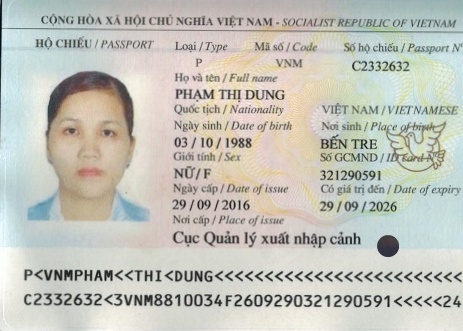 CỘNG HÒA XÃ HỘI CHỦ NGHĨA VIỆT NAM - SOCIALIST REPUBLIC OF VIETNAM
HỘ CHIẾU / PASSPORT Loại / Type Mã số / Code Số hộ chiếu / Passport N°
P VNM C2332632
Họ và tên / Full name
PHẠM THỊ DUNG
Quốc tịch / Nationality VIỆT NAM / VIETNAMESE
Ngày sinh / Date of birth Nơi sinh / Place of birth
03 / 10 / 1988 BẾN TRE
Giới tính / Sex Số GCMND / ID card N°
NỮ / F 321290591
Ngày cấp / Date of issue Có giá trị đến / Date of expiry
29 / 09 / 2016 29 / 09 / 2026
Nơi cấp / Place of issue
Cục Quản lý xuất nhập cảnh
P<VNMPHAM<<THI<DUNG<<<<<<<<<<<<<<<<<<<<<<<<
C2332632<3VNM8810034F2609290321290591<<<<<24